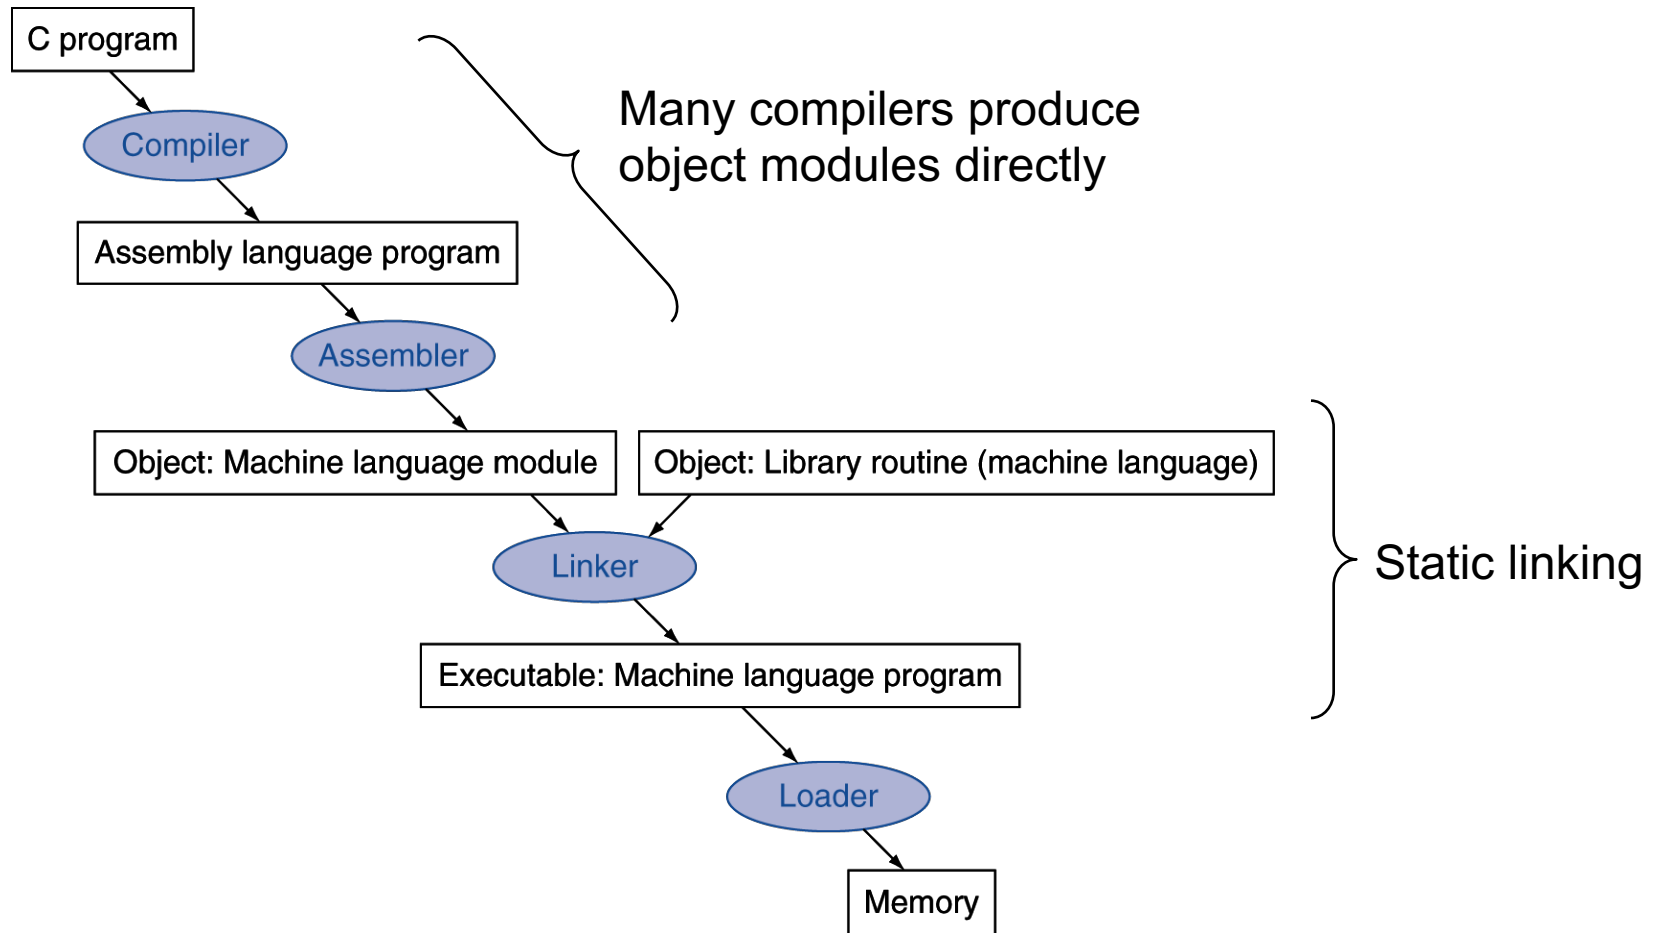 C program
Many compilers produce
object modules directly
Compiler
Assembly language program
Assembler
Object: Machine language module
Object: Library routine (machine language)
Linker
Static linking
Executable: Machine language program
Loader
Memory